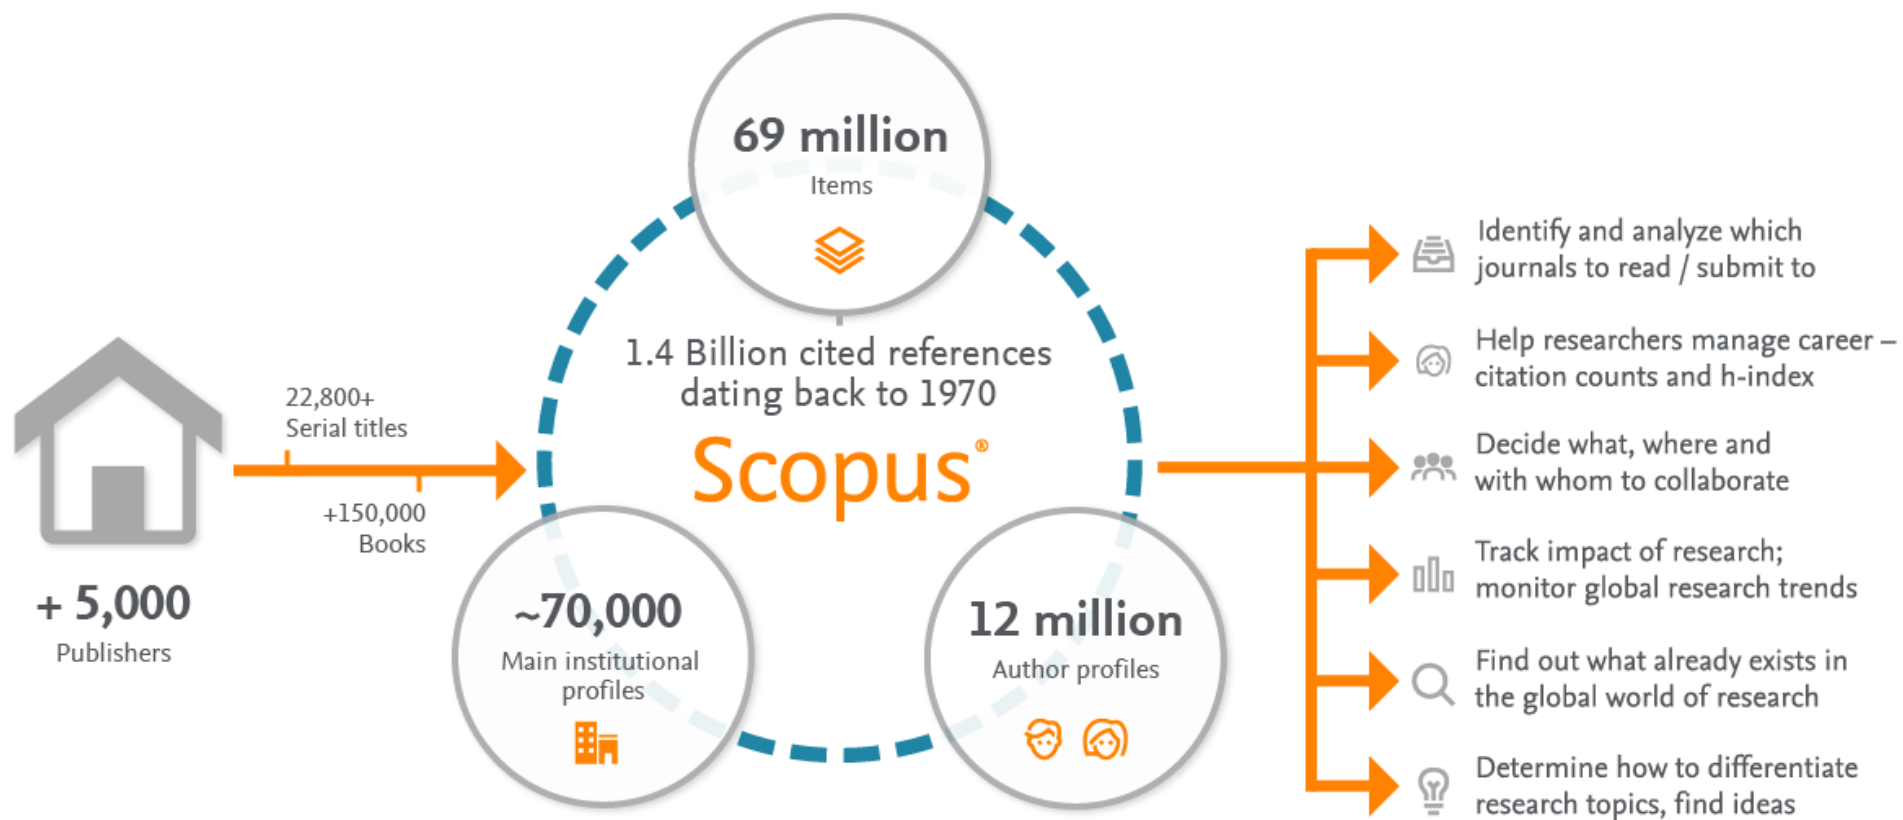 69 million
Items
1.4 Billion cited references
dating back to 1970
Scopus®
22,800+
Serial titles
+150,000
Books
+ 5,000
Publishers
~70,000
Main institutional
profiles
12 million
Author profiles
Identify and analyze which
journals to read / submit to
Help researchers manage career –
citation counts and h-index
Decide what, where and
with whom to collaborate
Track impact of research;
monitor global research trends
Find out what already exists in
the global world of research
Determine how to differentiate
research topics, find ideas